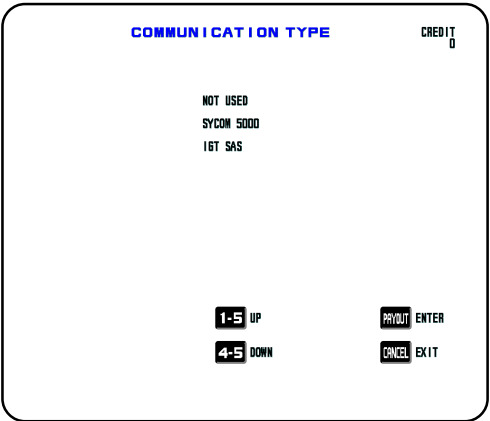 COMMUNICATION TYPE
CREDIT
0
NOT USED
SYCOM 5000
IGT SAS
1-5 UP
PAYOUT ENTER
4-5 DOWN
CANCEL EXIT